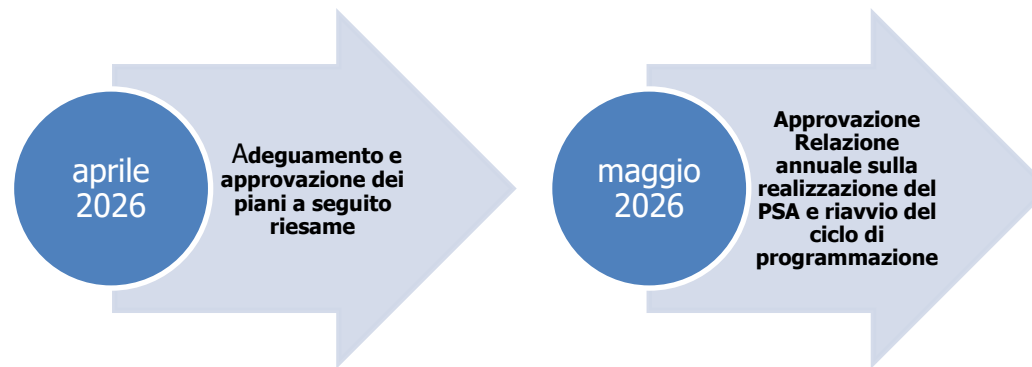 aprile
2026
Adeguamento e
approvazione dei
piani a seguito
riesame
maggio
2026
Approvazione
Relazione
annuale sulla
realizzazione del
PSA e riavvio del
ciclo di
programmazione